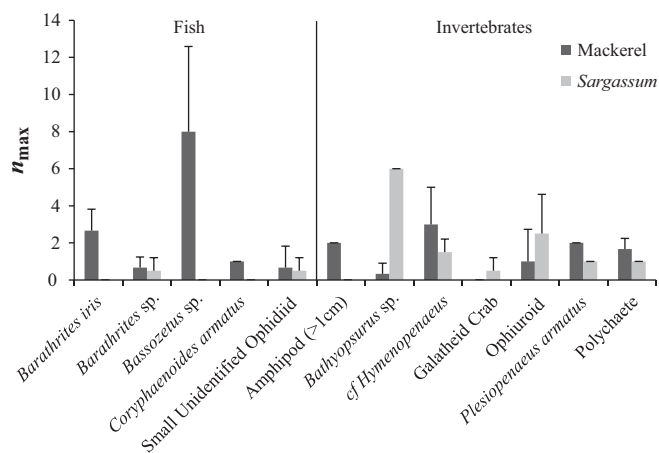 Fish
Invertebrates
14
12
10
8
6
4
2
0
n max
Mackerel
Sargassum
Barathrites iris
Barathrites sp.
Bassozetus sp.
Coryphaenoides armatus
Small Unidentified Ophidiid
Amphipod (>1cm)
Bathyopsurus sp.
cf Hymenopenaeus
Galatheid Crab
Ophiuroid
Plesiopenaeus armatus
Polychaete